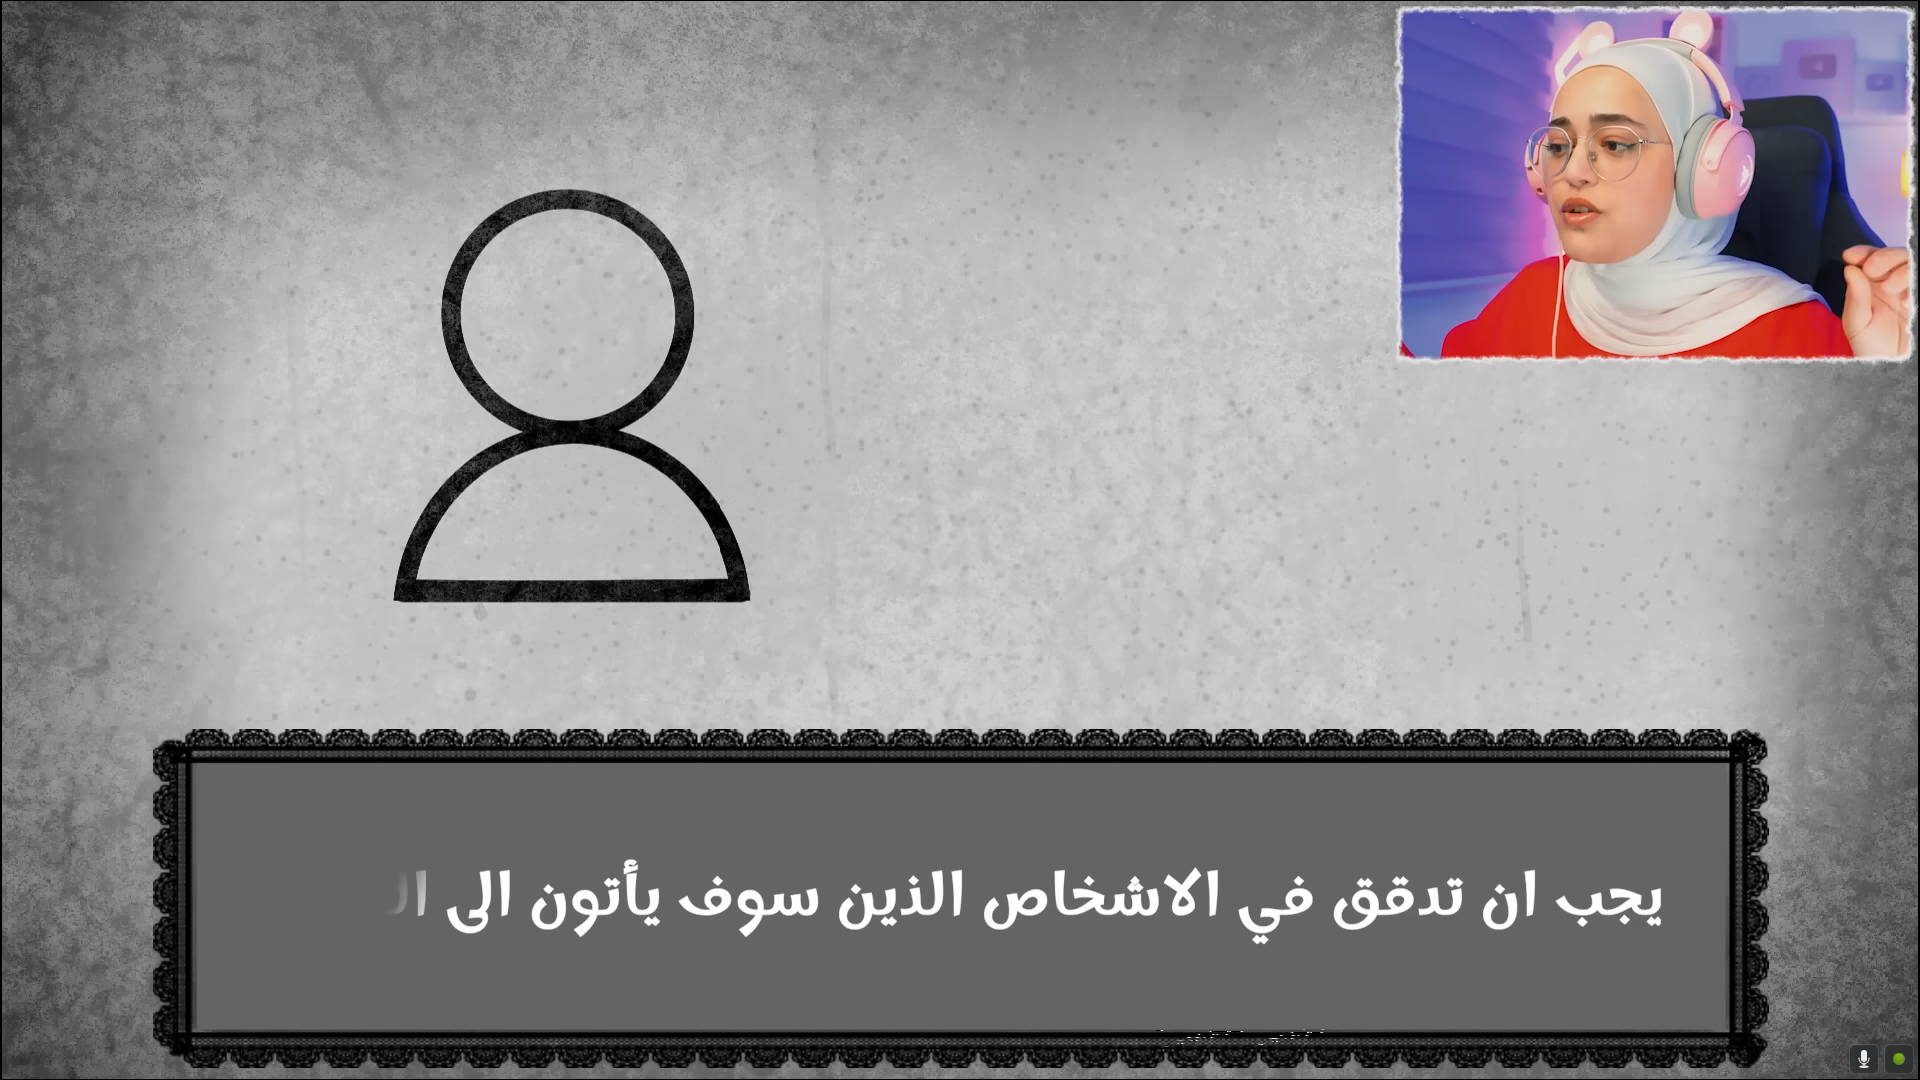 يجب ان تدقق في الاشخاص الذين سوف يأتون الى